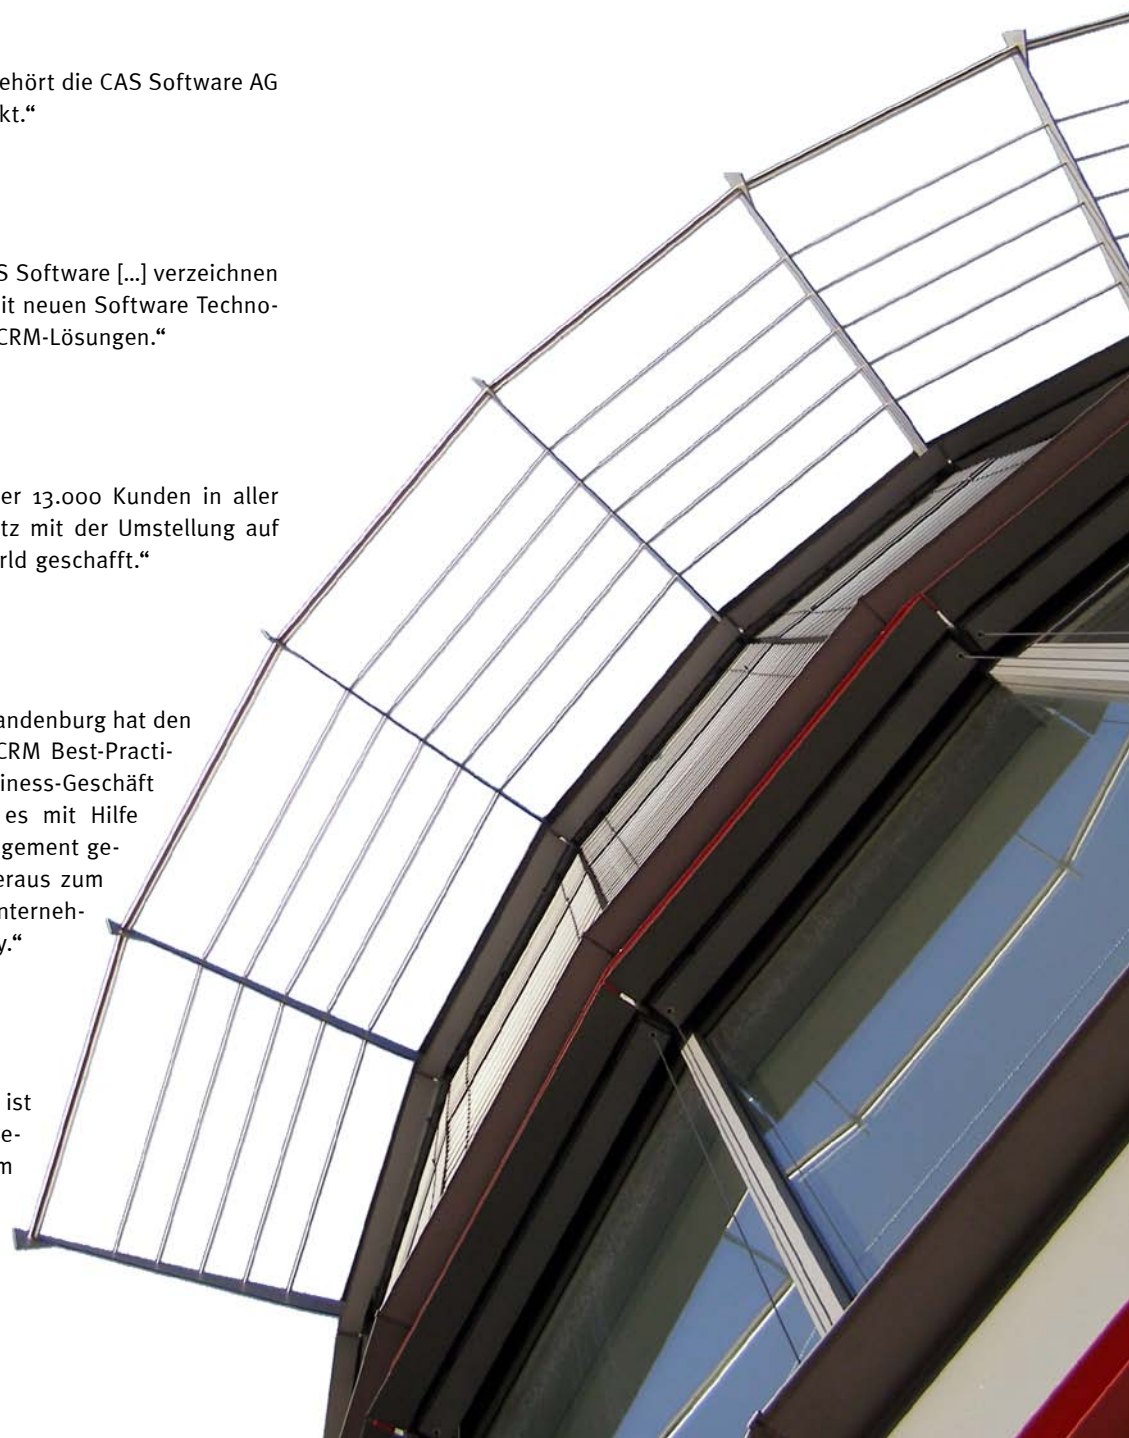 ehört die CAS Software AG
kt.“
S Software [...] verzeichnen
it neuen Software Techno-
CRM-Lösungen.“
er 13.000 Kunden in aller
tz mit der Umstellung auf
rld geschafft.“
andenburg hat den
CRM Best-Practi-
iness-Geschäft
es mit Hilfe
gement ge-
eraus zum
nterneh-
y.“
ist
e-
m